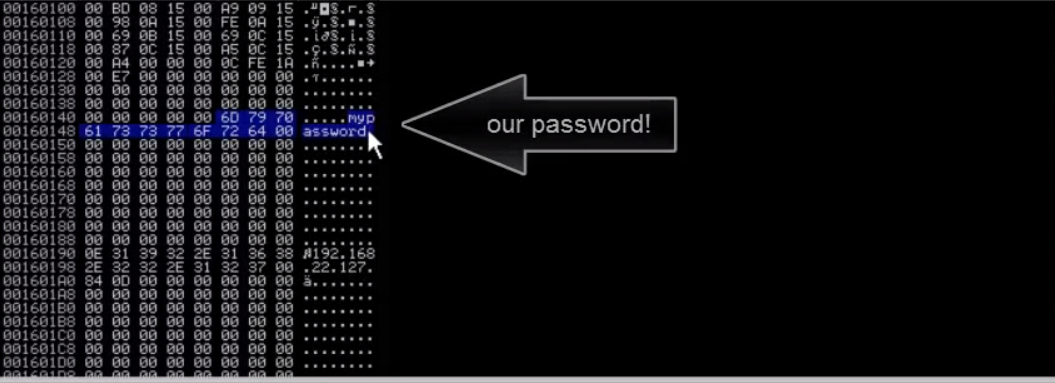 00160100 00 BD 08 15 00 A9 09 15
00160108 00 98 0A 15 00 FE 0A 15
00160110 00 69 0B 15 00 69 0C 15
00160118 00 87 0C 15 00 A5 0C 15
00160120 00 A4 00 00 00 0C FE 1A
00160128 00 E7 00 00 00 00 00 00 .......
00160130 00 00 00 00 00 00 00 00 ........
00160138 00 00 00 00 00 00 00 00 ........
00160140 00 00 00 00 00 6D 79 70 .....myp
our password!
00160148 61 73 73 77 6F 72 64 00 assword.
00160150 00 00 00 00 00 00 00 00 ........
00160158 00 00 00 00 00 00 00 00 ........
00160160 00 00 00 00 00 00 00 00 ........
00160168 00 00 00 00 00 00 00 00 ........
00160170 00 00 00 00 00 00 00 00 ........
00160178 00 00 00 00 00 00 00 00 ........
00160180 00 00 00 00 00 00 00 00 ........
00160188 00 00 00 00 00 00 00 00 ........
00160190 0E 31 39 32 2E 31 36 38 ♫192.168
00160198 2E 32 32 2E 31 32 37 00 .22.127.
001601A0 84 0D 00 00 00 00 00 00 ä.......
001601A8 00 00 00 00 00 00 00 00 ........
001601B0 00 00 00 00 00 00 00 00 ........
001601B8 00 00 00 00 00 00 00 00 ........
001601C0 00 00 00 00 00 00 00 00 ........
001601C8 00 00 00 00 00 00 00 00 ........
001601D0 00 00 00 00 00 00 00 00 ........